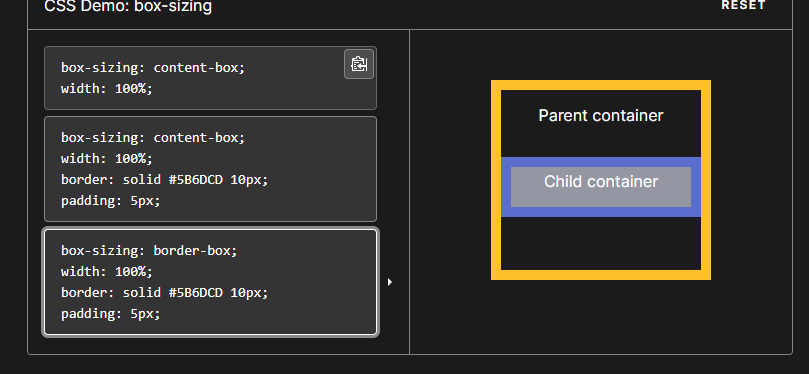 CSS Demo: box-sizing
RESET
box-sizing: content-box;
width: 100%;
box-sizing: content-box;
width: 100%;
border: solid #5B6DCD 10px;
padding: 5px;
box-sizing: border-box;
width: 100%;
border: solid #5B6DCD 10px;
padding: 5px;
Parent container
Child container